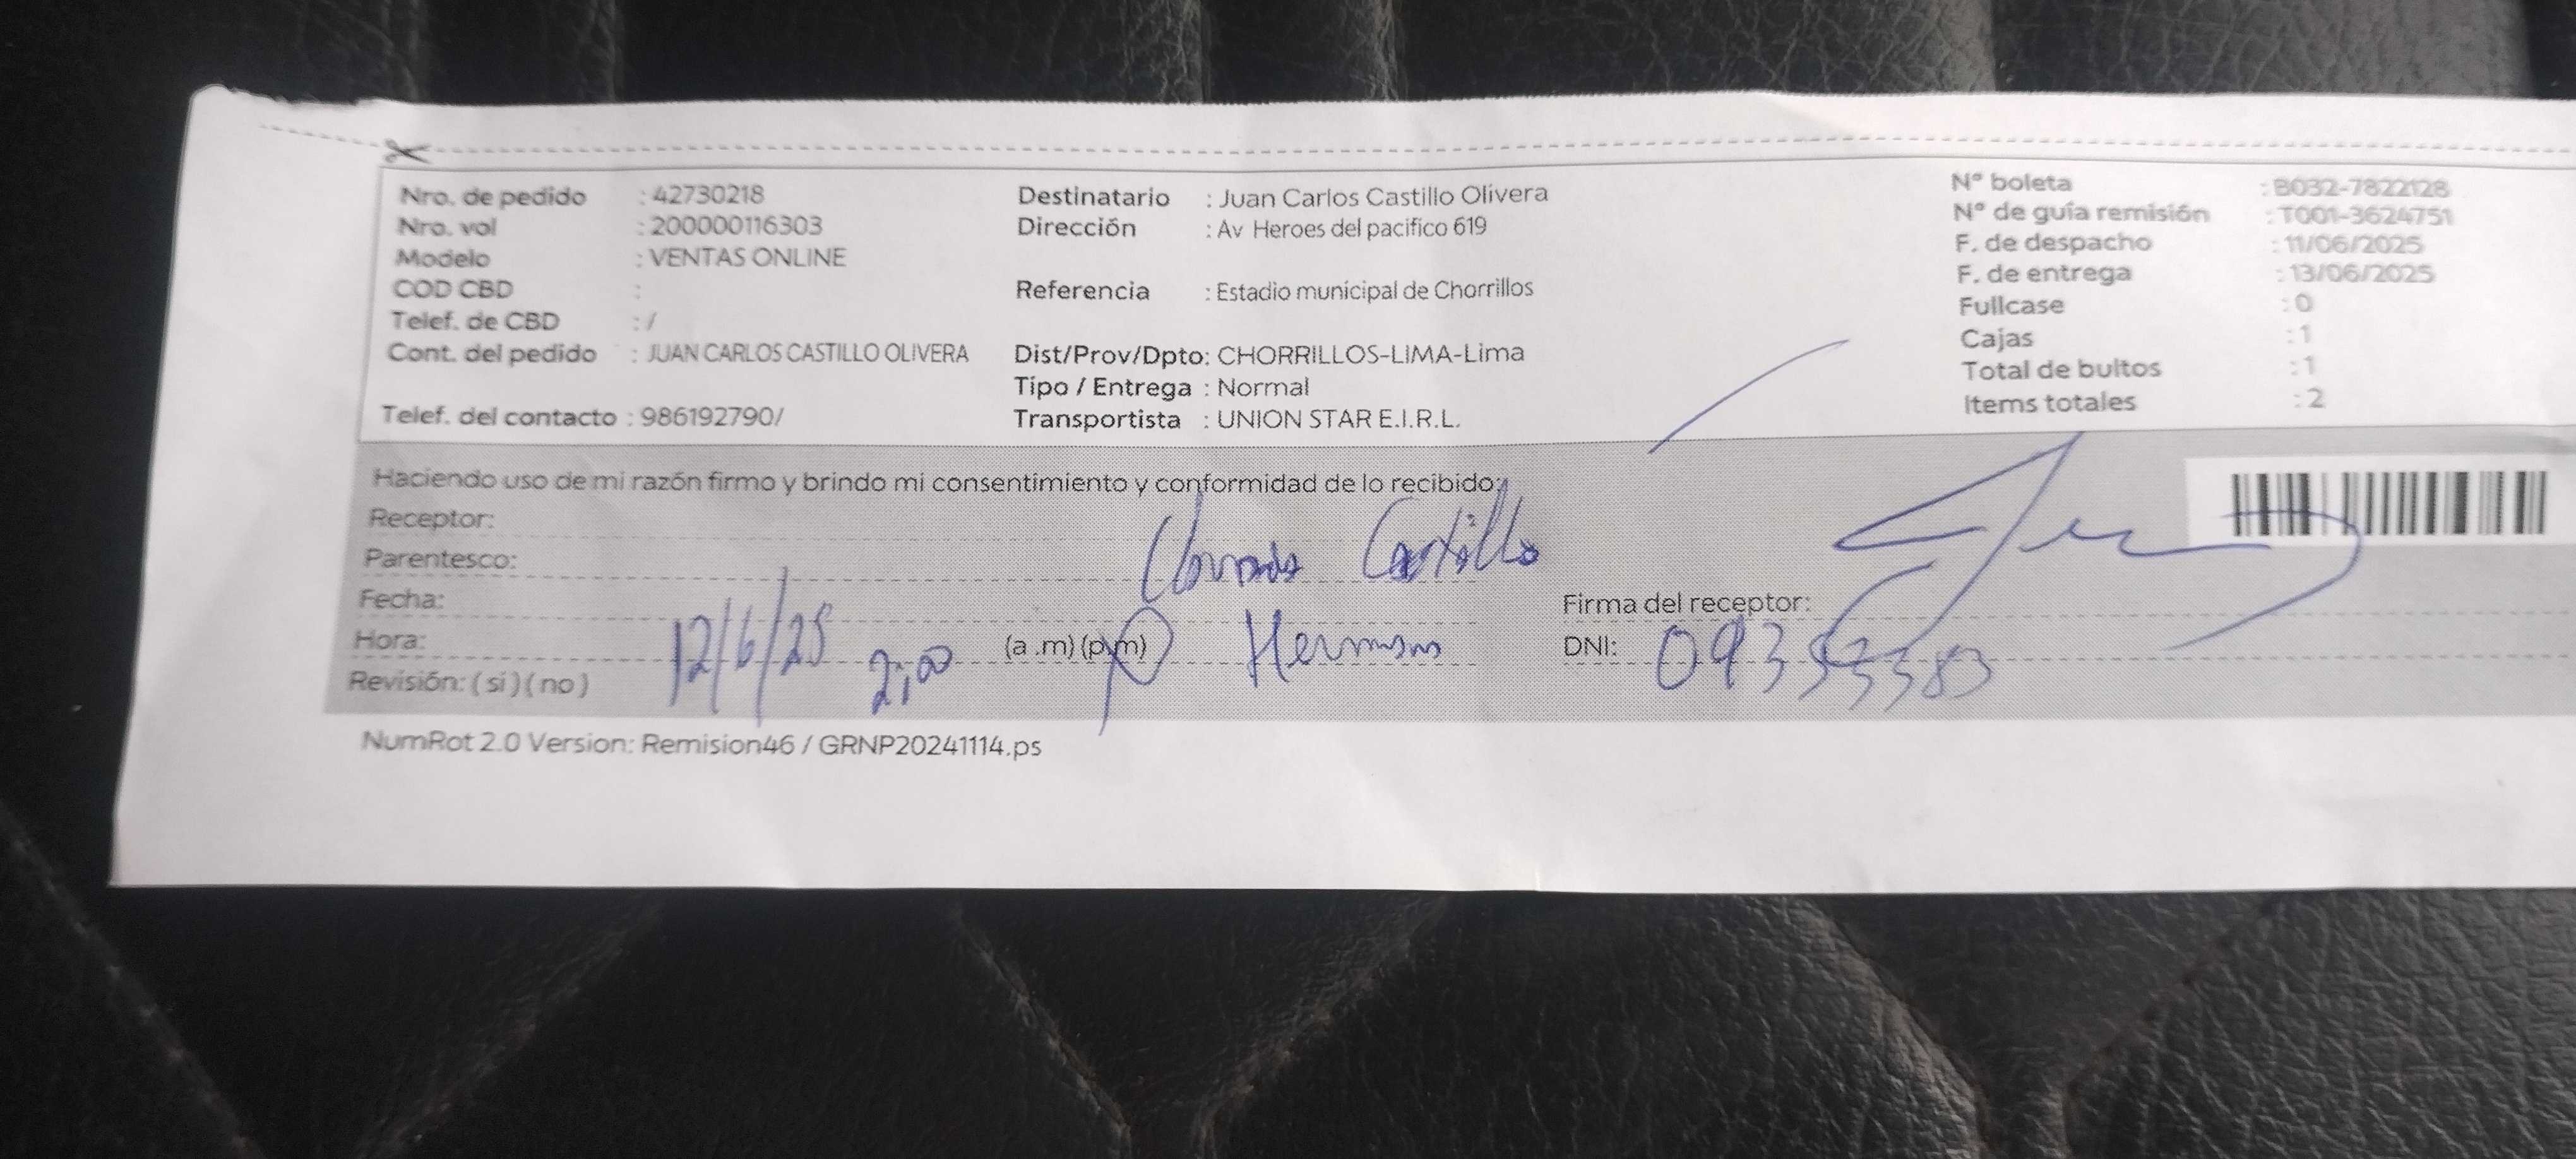 Nro. de pedido : 42730218
Nro. vol : 200000116303
Modelo : VENTAS ONLINE
COD CBD :
Telef. de CBD : /
Cont. del pedido : JUAN CARLOS CASTILLO OLIVERA
Telef. del contacto : 986192790/
Destinatario : Juan Carlos Castillo Olivera
Dirección : Av Heroes del pacifico 619
Referencia : Estadio municipal de Chorrillos
Dist/Prov/Dpto: CHORRILLOS-LIMA-Lima
Tipo / Entrega : Normal
Transportista : UNION STAR E.I.R.L.
N° boleta : B032-7822128
N° de guía remisión : T001-3624751
F. de despacho : 11/06/2025
F. de entrega : 13/06/2025
Fullcase : 0
Cajas : 1
Total de bultos : 1
Items totales : 2
Haciendo uso de mi razón firmo y brindo mi consentimiento y conformidad de lo recibido:
Receptor: Castillo
Parentesco: Hermano
Fecha: 12/6/25
Hora: 2:00 (a .m) (p.m)
Revisión: ( sí ) ( no )
Firma del receptor:
DNI:
NumRot 2.0 Version: Remision46 / GRNP20241114.ps